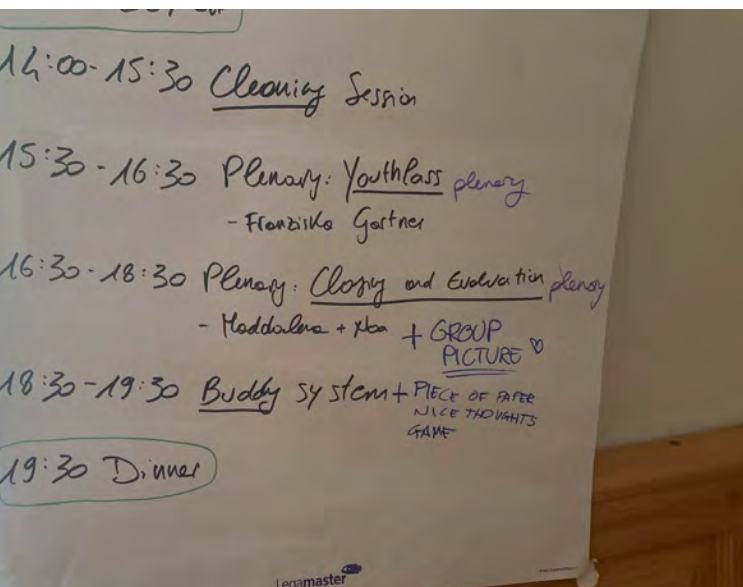 14:00-15:30 Cleaning Session
15:30-16:30 Plenary: YouthPass plenary
- Franziska Gartner
16:30-18:30 Plenary: Closing and Evaluation plenary
- Maddalena + + GROUP
PICTURE ♡
18:30-19:30 Buddy system + PIECE OF PAPER
NICE THOUGHTS
GAME
19:30 Dinner
Legamaster